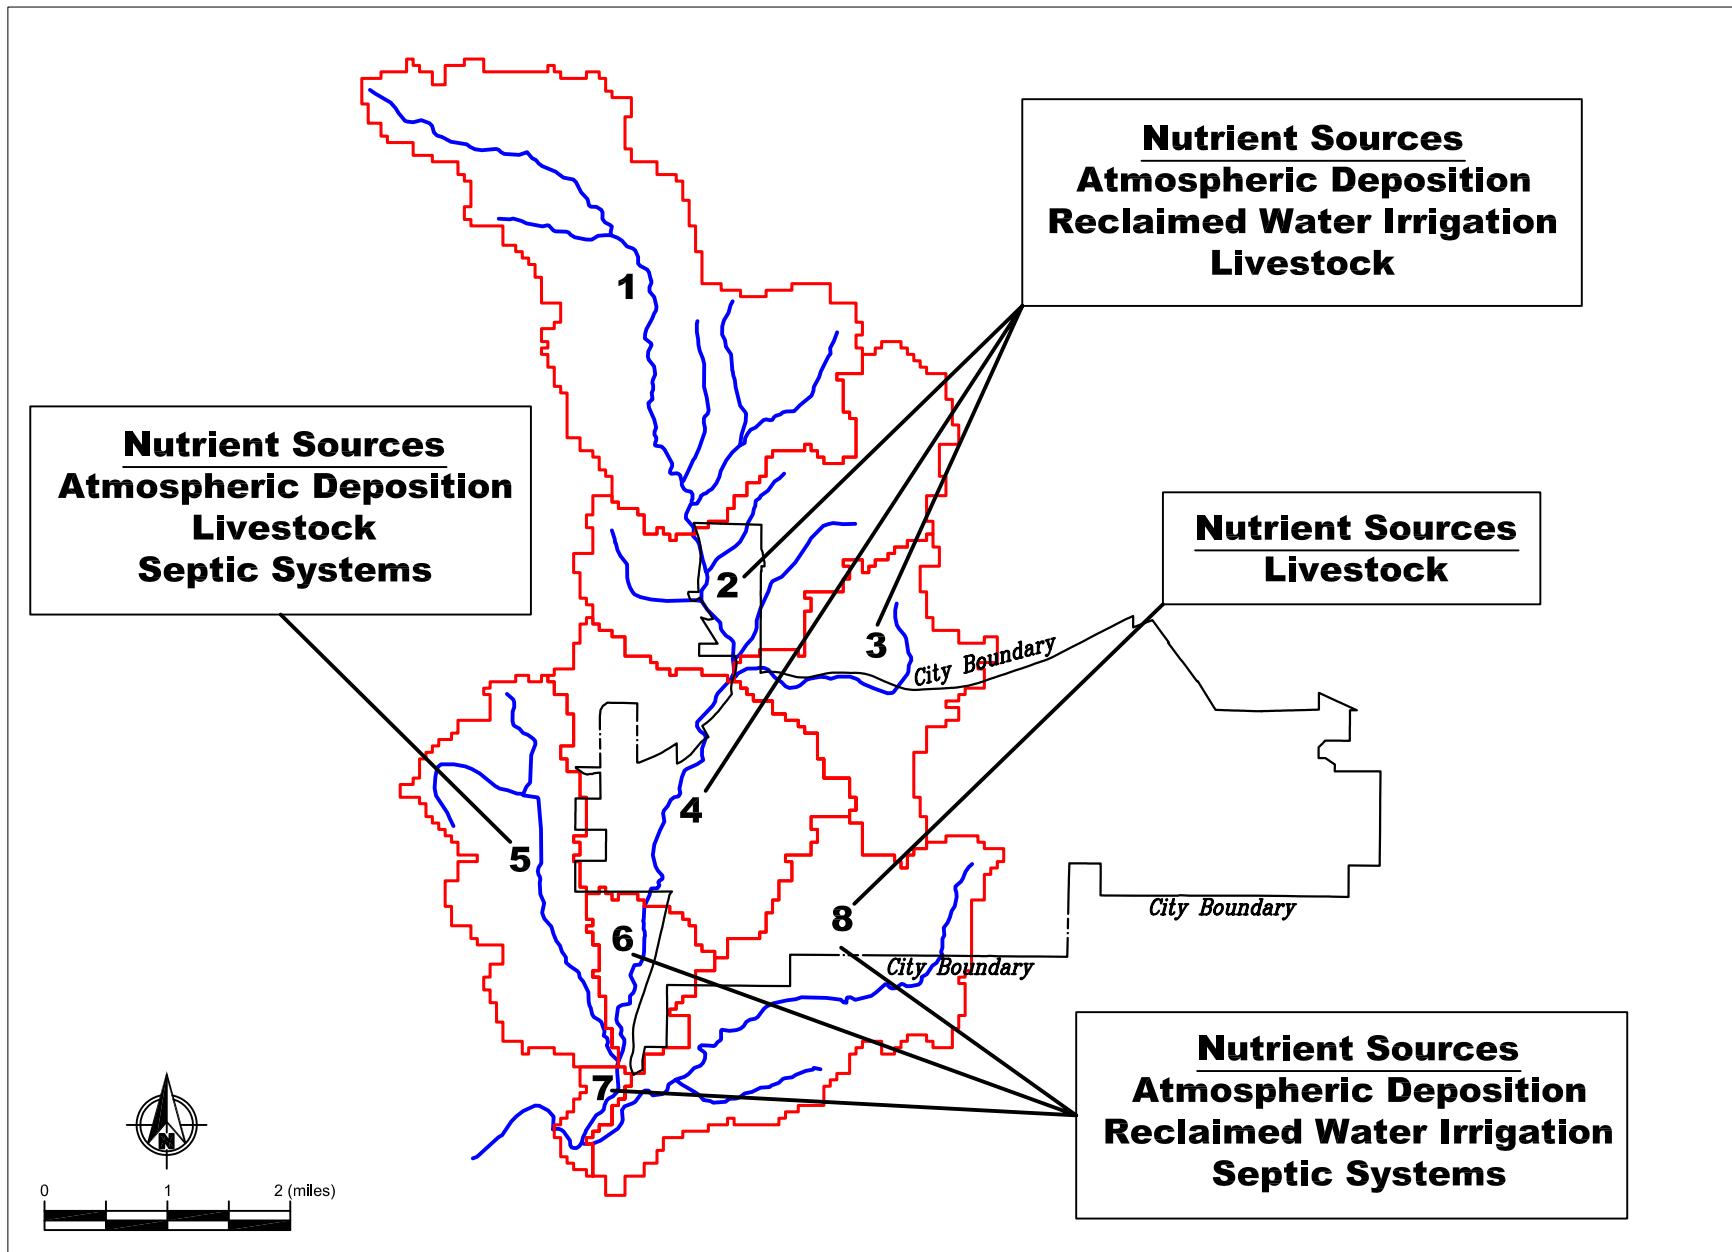 Nutrient Sources
Atmospheric Deposition
Reclaimed Water Irrigation
Livestock
1
Nutrient Sources
Atmospheric Deposition
Livestock
Septic Systems
Nutrient Sources
Livestock
2
3
City Boundary
4
5
8
City Boundary
6
City Boundary
7
Nutrient Sources
Atmospheric Deposition
Reclaimed Water Irrigation
Septic Systems
N
0 1 2 (miles)